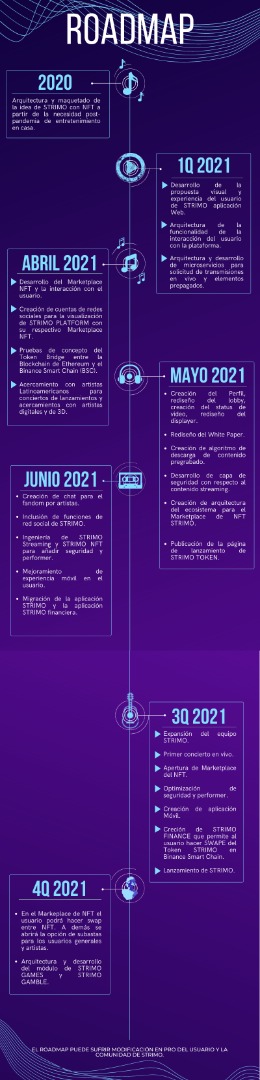 ROADMAP
2020
Arquitectura y maquetado de
la idea de STRIMO con NFT a
partir de la necesidad post-
pandemia de entretenimiento
en casa.
1Q 2021
Desarrollo de la
propuesta visual y
experiencia del usuario
de STRIMO aplicación
Web.
Arquitectura de la
funcionalidad de la
interacción del usuario
con la plataforma.
Arquitectura y desarrollo
de microservicios para
solicitud de transmisiones
en vivo y elementos
prepagados.
ABRIL 2021
Desarrollo del Marketplace
NFT y la interacción con el
usuario.
Creación de cuentas de redes
sociales para la visualización
de STRIMO PLATFORM con
su respectivo Marketplace
NFT.
Pruebas de concepto del
Token Bridge entre la
Blockchain de Ethereum y el
Binance Smart Chain (BSC).
Acercamiento con artistas
Latinoamericanos para
conciertos de lanzamientos y
acercamientos con artistas
digitales y de 3D.
MAYO 2021
Creación del Perfil,
rediseño del lobby,
creación del status de
video, rediseño del
displayer.
Rediseño del White Paper.
Creación de algoritmo de
descarga de contenido
pregrabado.
Desarrollo de capa de
seguridad con respecto al
contenido streaming.
Creación de arquitectura
del ecosistema para el
Marketplace de NFT
STRIMO.
Publicación de la página
de lanzamiento de
STRIMO TOKEN.
JUNIO 2021
Creación de chat para el
fandom por artistas.
Inclusión de funciones de
red social de STRIMO.
Ingeniería de STRIMO
Streaming y STRIMO NFT
para añadir seguridad y
performer.
Mejoramiento de
experiencia móvil en el
usuario.
Migración de la aplicación
STRIMO y la aplicación
STRIMO financiera.
3Q 2021
Expansión del equipo
STRIMO.
Primer concierto en vivo.
Apertura de Marketplace
del NFT.
Optimización de
seguridad y performer.
Creación de aplicación
Móvil.
Creción de STRIMO
FINANCE que permite al
usuario hacer SWAPE del
Token STRIMO en
Binance Smart Chain.
Lanzamiento de STRIMO.
4Q 2021
En el Markeplace de NFT el
usuario podrá hacer swap
entre NFT. A demás se
abrirá la opción de subastas
para los usuarios generales
y artistas.
Arquitectura y desarrollo
del módulo de STRIMO
GAMES y STRIMO
GAMBLE.
EL ROADMAP PUEDE SUFRIR MODIFICACIÓN EN PRO DEL USUARIO Y LA
COMUNIDAD DE STRIMO.